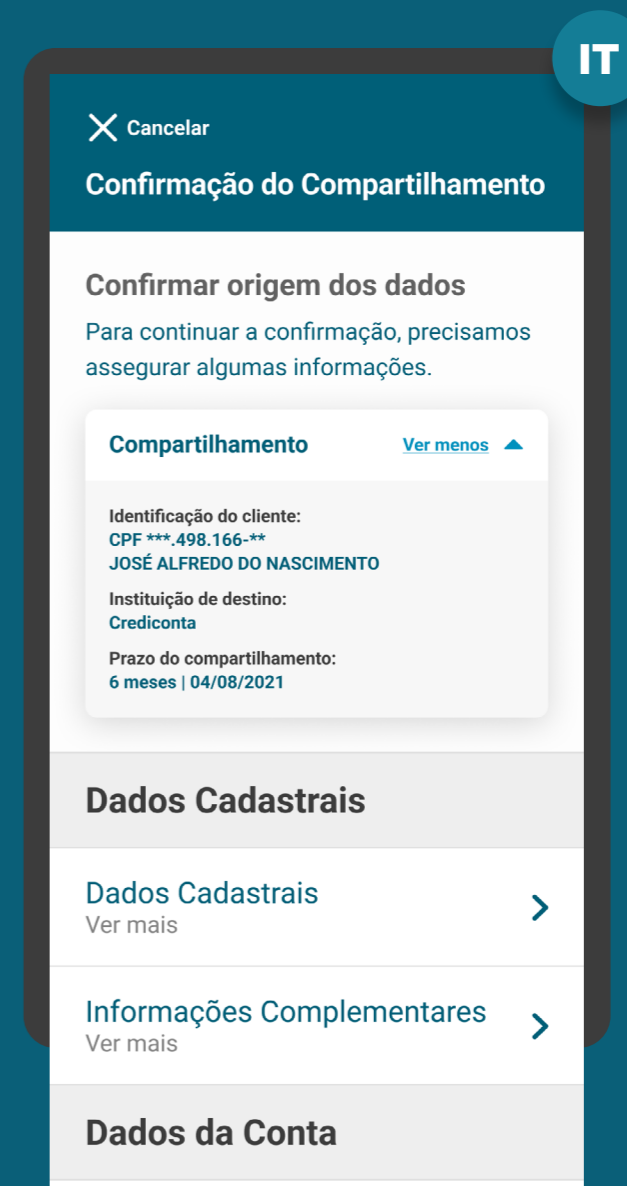 IT
Cancelar
Confirmação do Compartilhamento
Confirmar origem dos dados
Para continuar a confirmação, precisamos
assegurar algumas informações.
Compartilhamento Ver menos
Identificação do cliente:
CPF ***.498.166-**
JOSÉ ALFREDO DO NASCIMENTO
Instituição de destino:
Crediconta
Prazo do compartilhamento:
6 meses | 04/08/2021
Dados Cadastrais
Dados Cadastrais
Ver mais
Informações Complementares
Ver mais
Dados da Conta